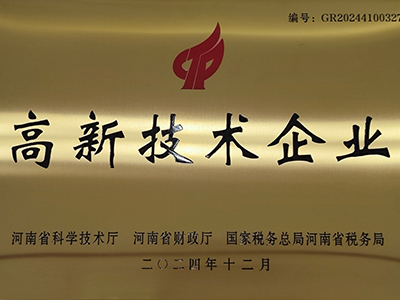 编号：GR20244100327
高新技术企业
河南省科学技术厅 河南省财政厅 国家税务总局河南省税务局
二〇二四年十二月